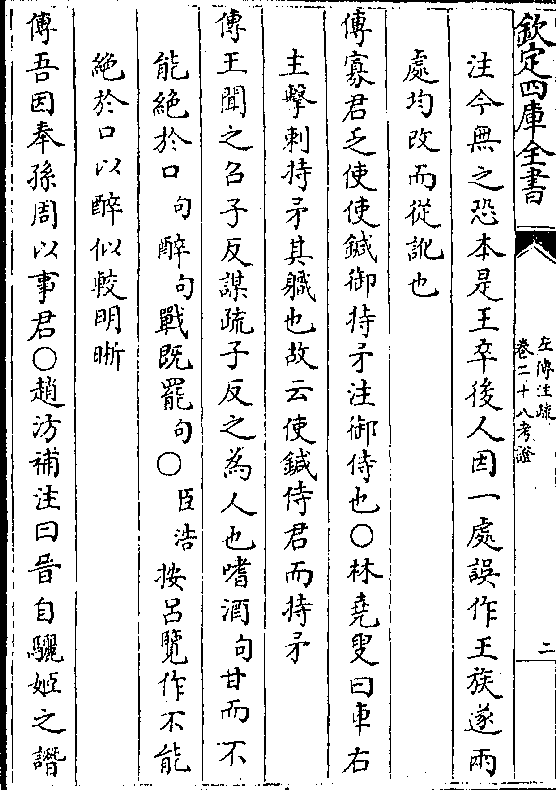 欽定四庫全書
左傳注疏
卷二十八考證
二
注今無之恐本是王卒後人因一處誤作王族遂兩
處均改而從訛也
傳寡君乏使使鍼御持矛注御侍也○林堯叟曰車右
主擊刺持矛其職也故云使鍼侍君而持矛
傳王聞之召子反謀疏子反之為人也嗜酒句甘而不
能絶於口句醉句戰既罷句○臣浩按呂覽作不能
絶於口以醉似較明晰
傳吾因奉孫周以事君○趙汸補注曰晉自驪姬之譖